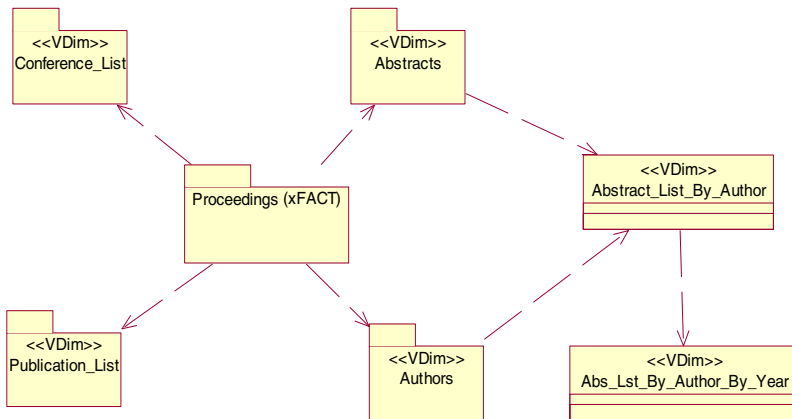 <<VDim>>
Conference_List
<<VDim>>
Abstracts
<<VDim>>
Abstract_List_By_Author
Proceedings (xFACT)
<<VDim>>
Publication_List
<<VDim>>
Authors
<<VDim>>
Abs_Lst_By_Author_By_Year